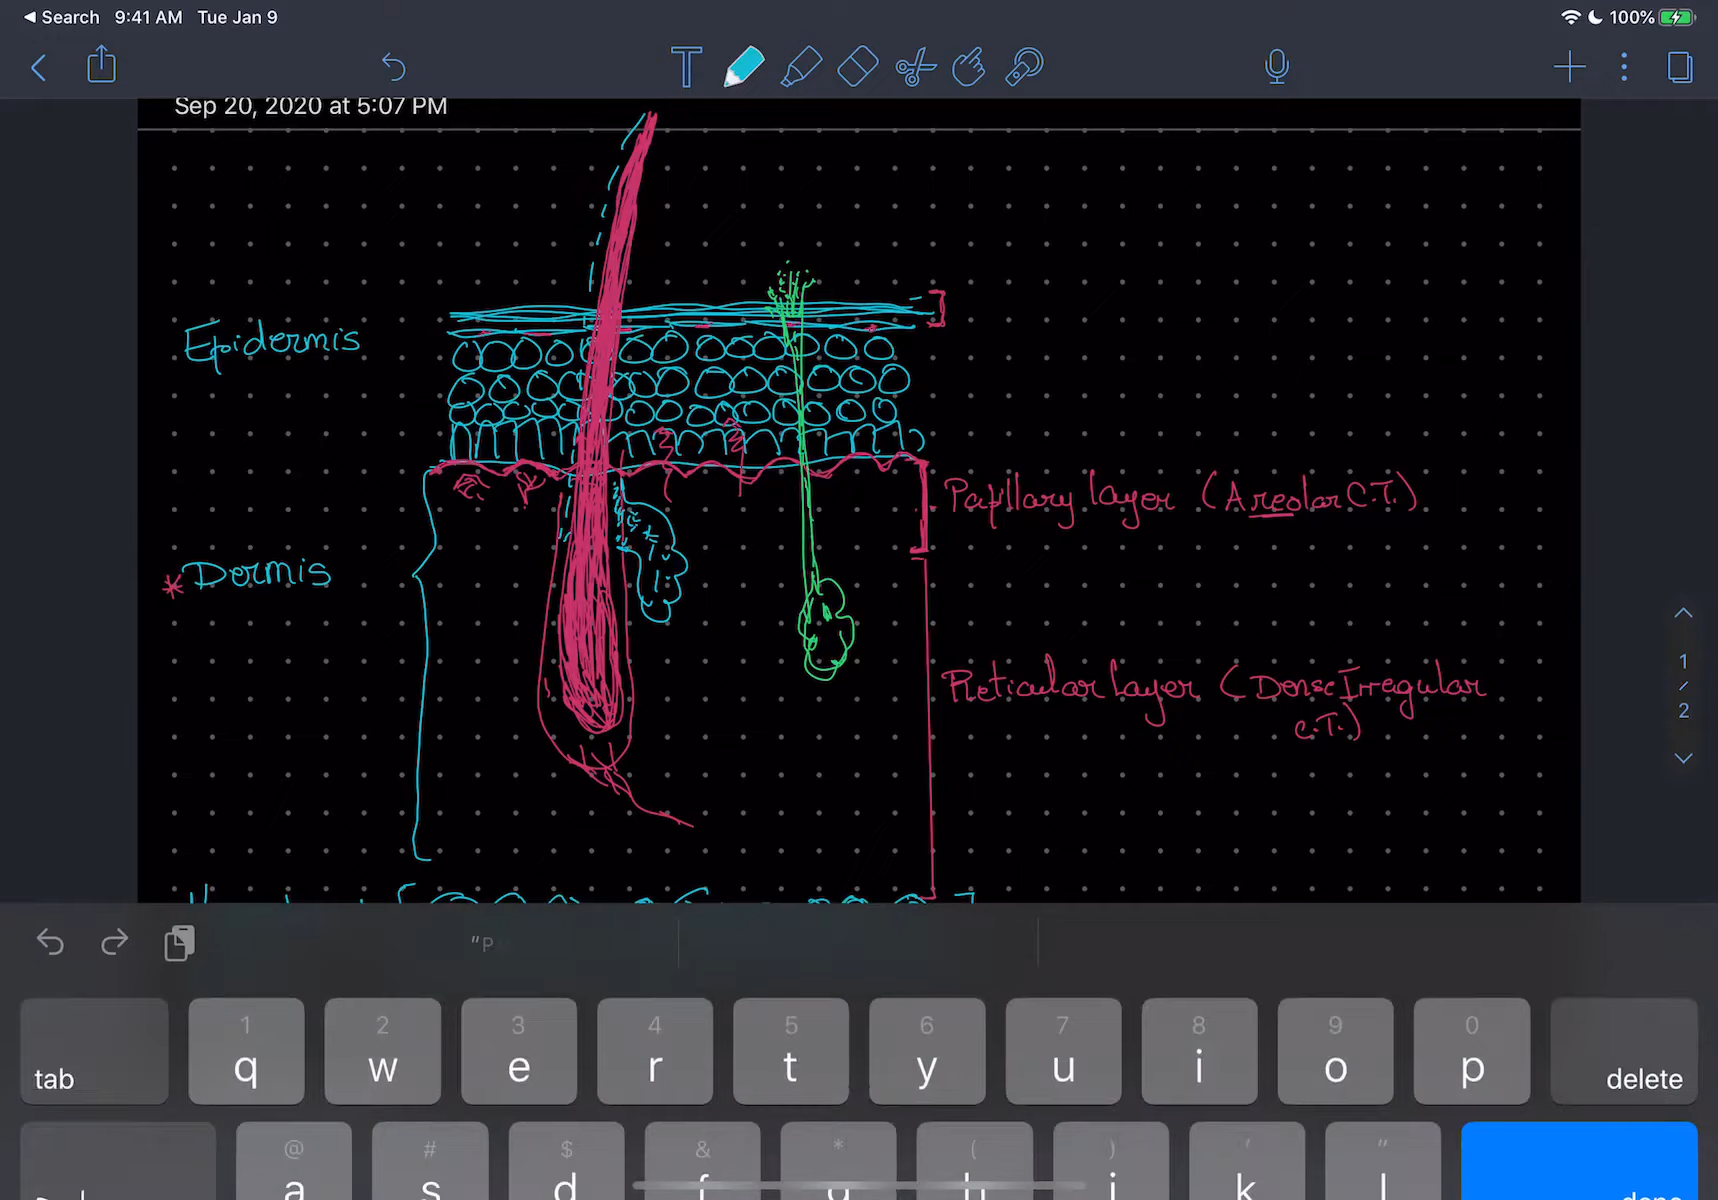 Search 9:41 AM Tue Jan 9 100%
Sep 20, 2020 at 5:07 PM
Epidermis
Papillary layer (Areolar C.T.)
* Dermis
Reticular layer (Dense Irregular
C.T.)
1
/
2
"P
1 2 3 4 5 6 7 8 9 0
tab q w e r t y u i o p delete
@ # $ & * ( ) ' "
a s d f g h j k l done